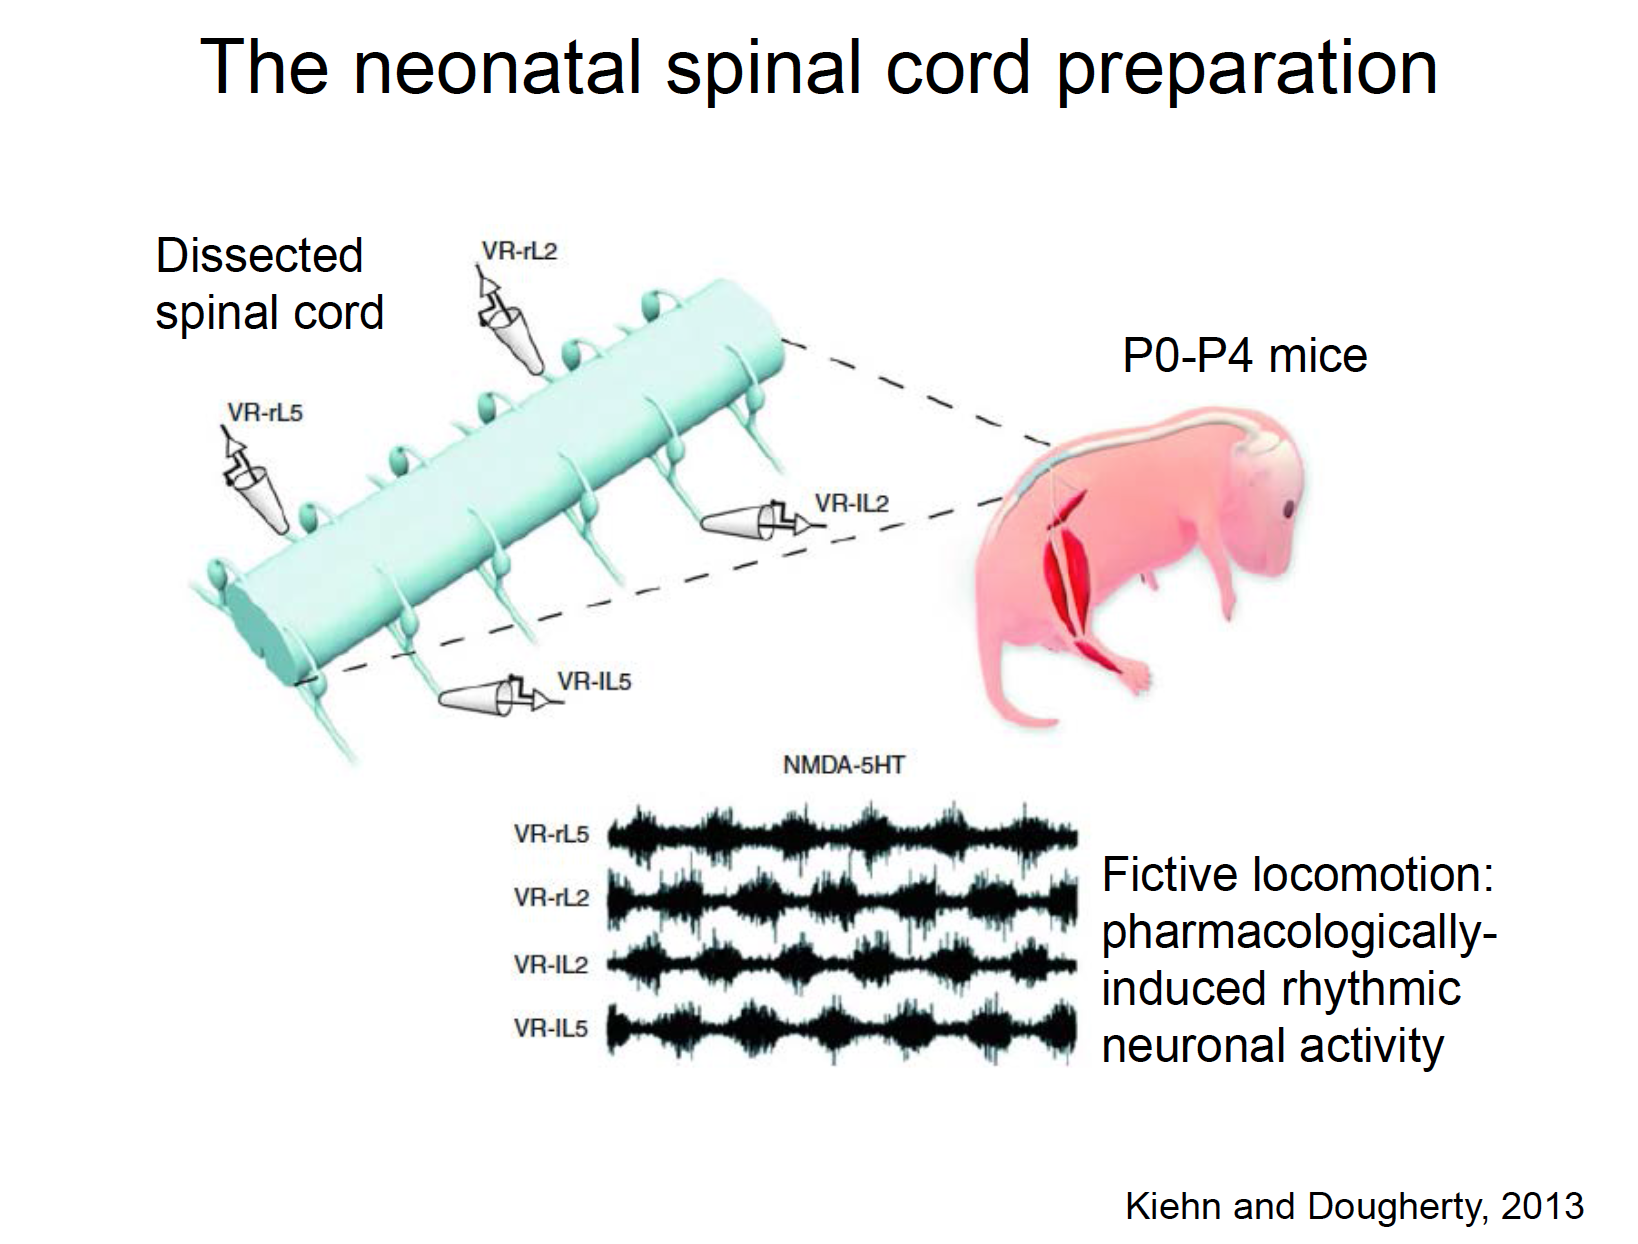 The neonatal spinal cord preparation
Dissected
spinal cord
VR-rL2
VR-rL5
P0-P4 mice
VR-lL2
VR-lL5
NMDA-5HT
VR-rL5
VR-rL2
VR-lL2
VR-lL5
Fictive locomotion:
pharmacologically-
induced rhythmic
neuronal activity
Kiehn and Dougherty, 2013